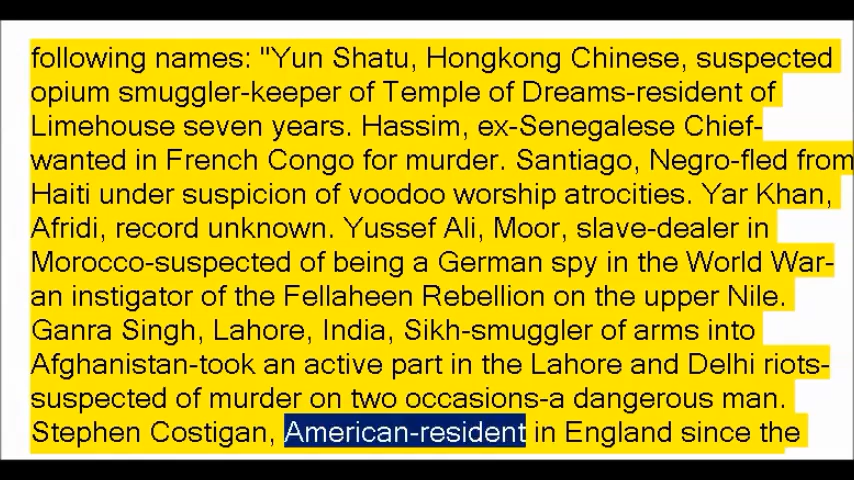 following names: "Yun Shatu, Hongkong Chinese, suspected
opium smuggler-keeper of Temple of Dreams-resident of
Limehouse seven years. Hassim, ex-Senegalese Chief-
wanted in French Congo for murder. Santiago, Negro-fled from
Haiti under suspicion of voodoo worship atrocities. Yar Khan,
Afridi, record unknown. Yussef Ali, Moor, slave-dealer in
Morocco-suspected of being a German spy in the World War-
an instigator of the Fellaheen Rebellion on the upper Nile.
Ganra Singh, Lahore, India, Sikh-smuggler of arms into
Afghanistan-took an active part in the Lahore and Delhi riots-
suspected of murder on two occasions-a dangerous man.
Stephen Costigan, American-resident in England since the